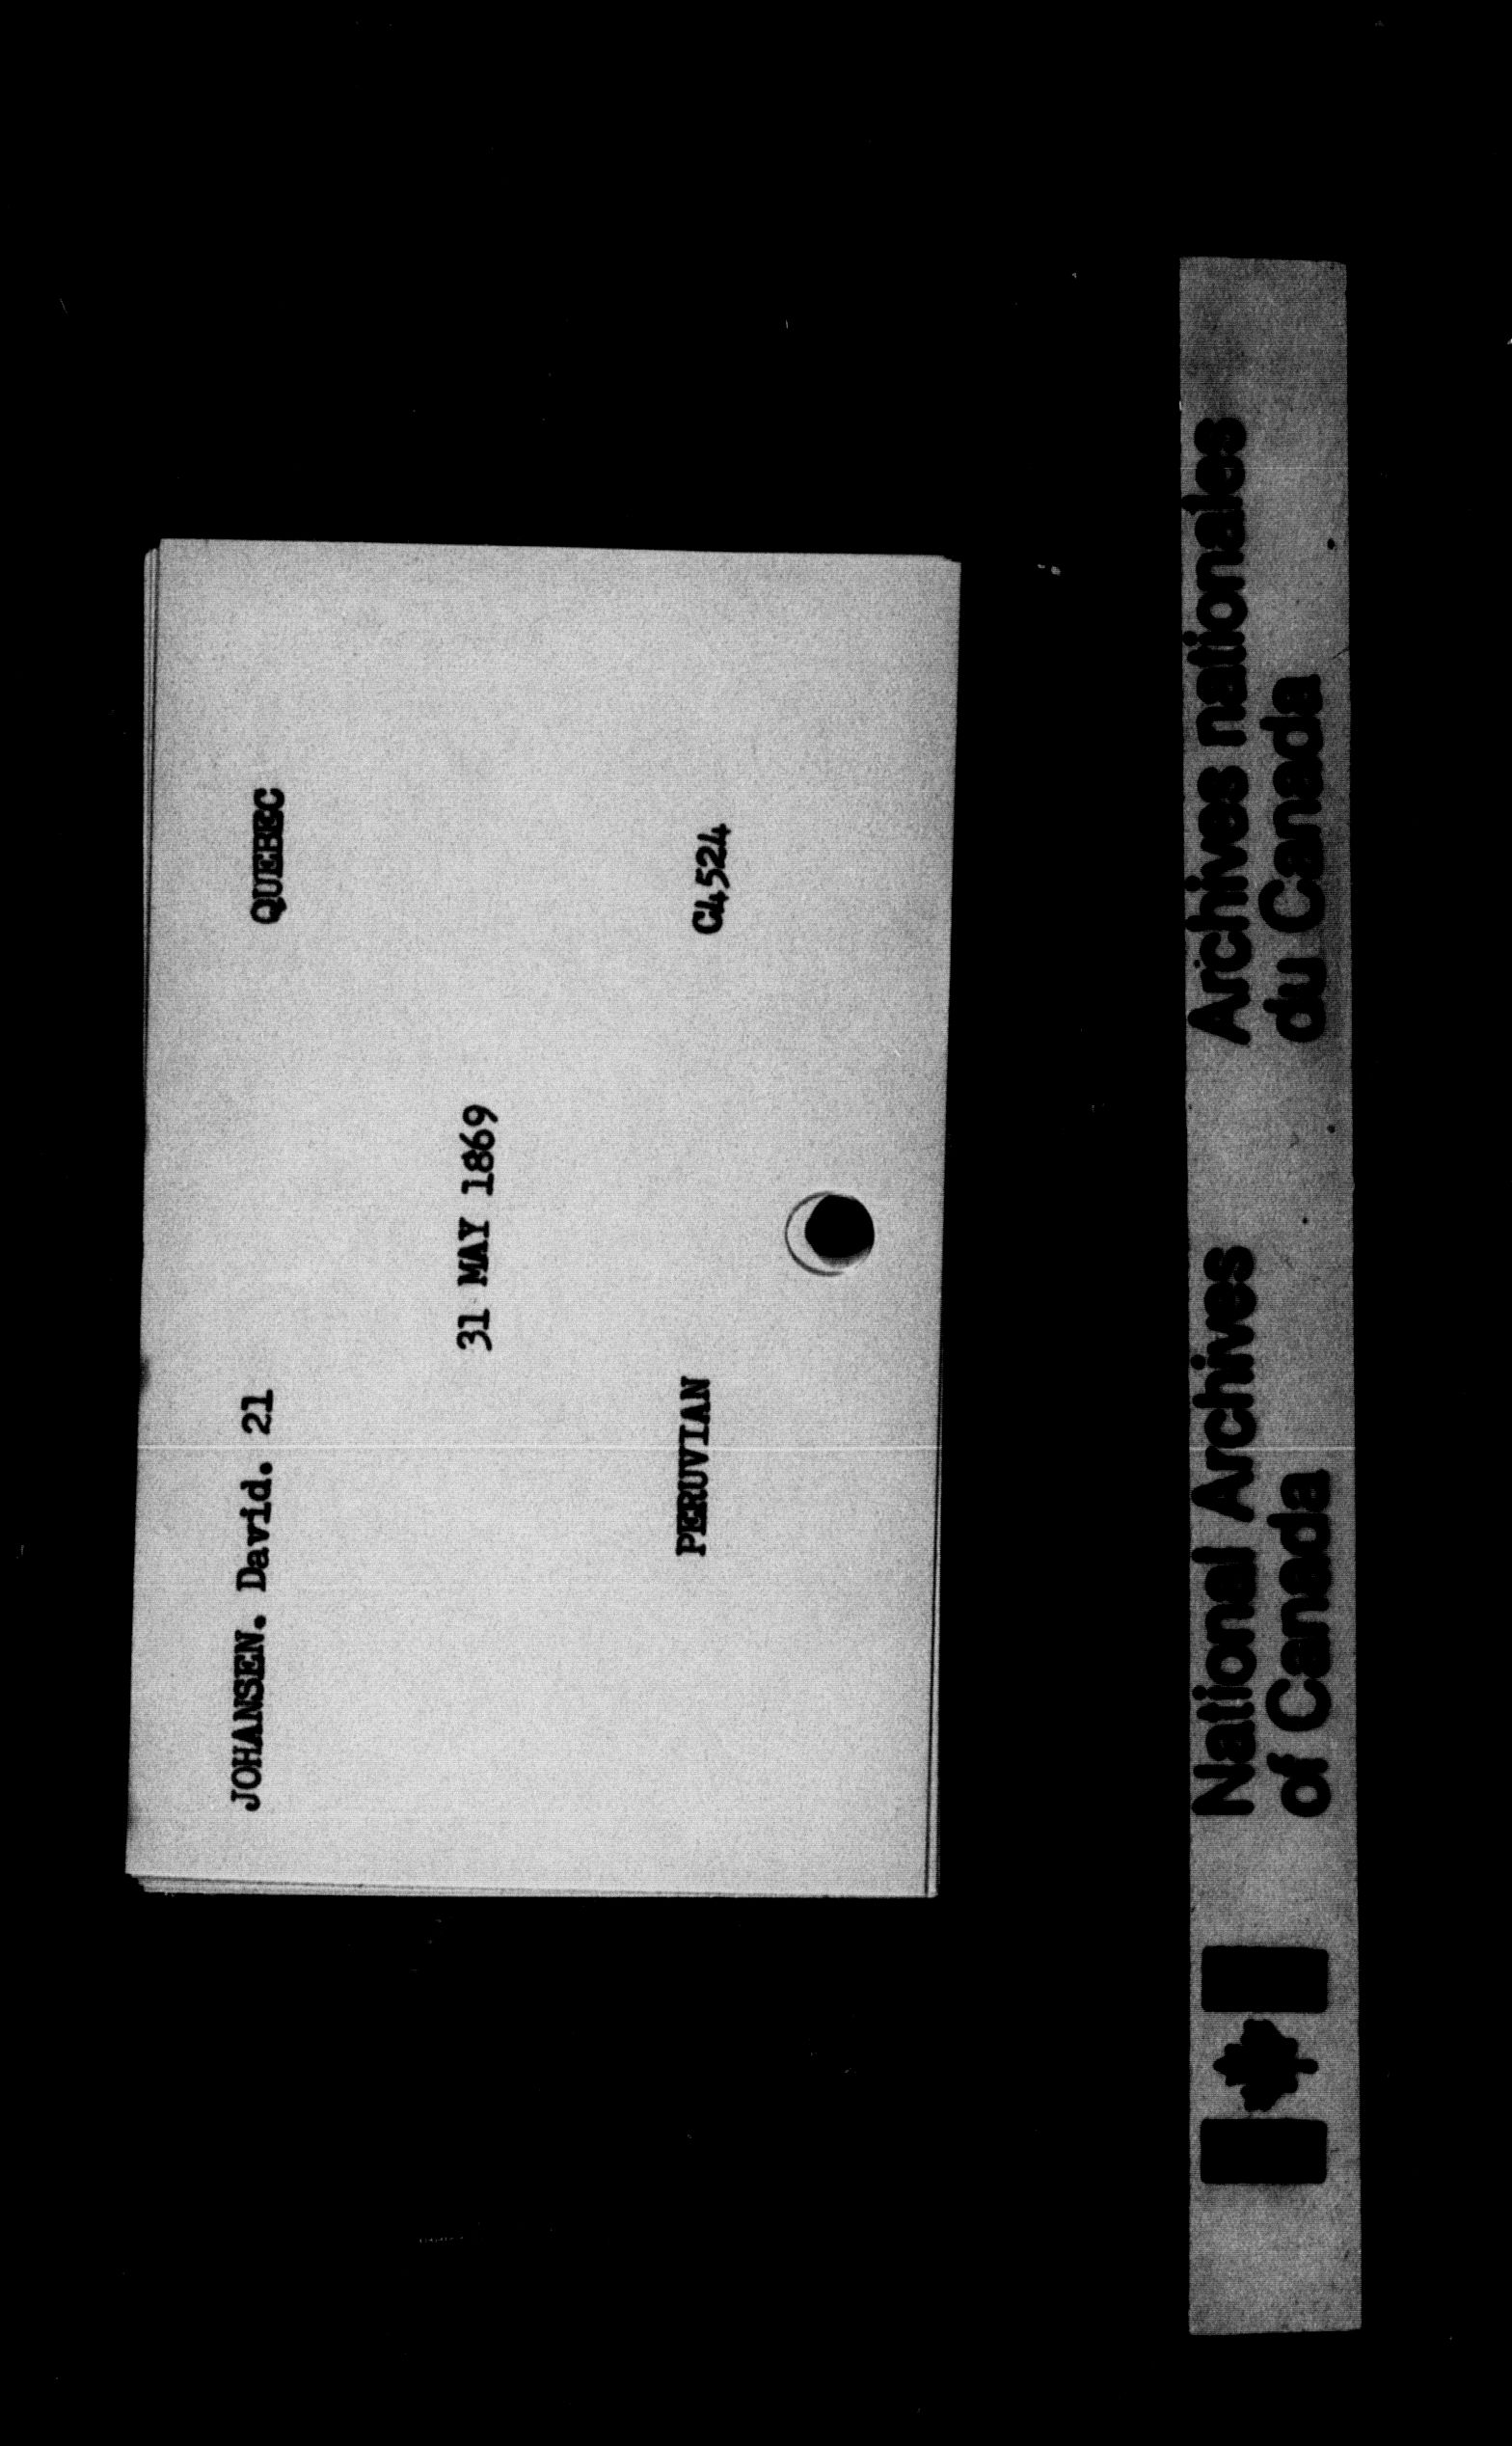 JOHANSEN. David. 21 QUEBEC
31 MAY 1869
PERUVIAN C4524
National Archives
of Canada
Archives nationales
du Canada